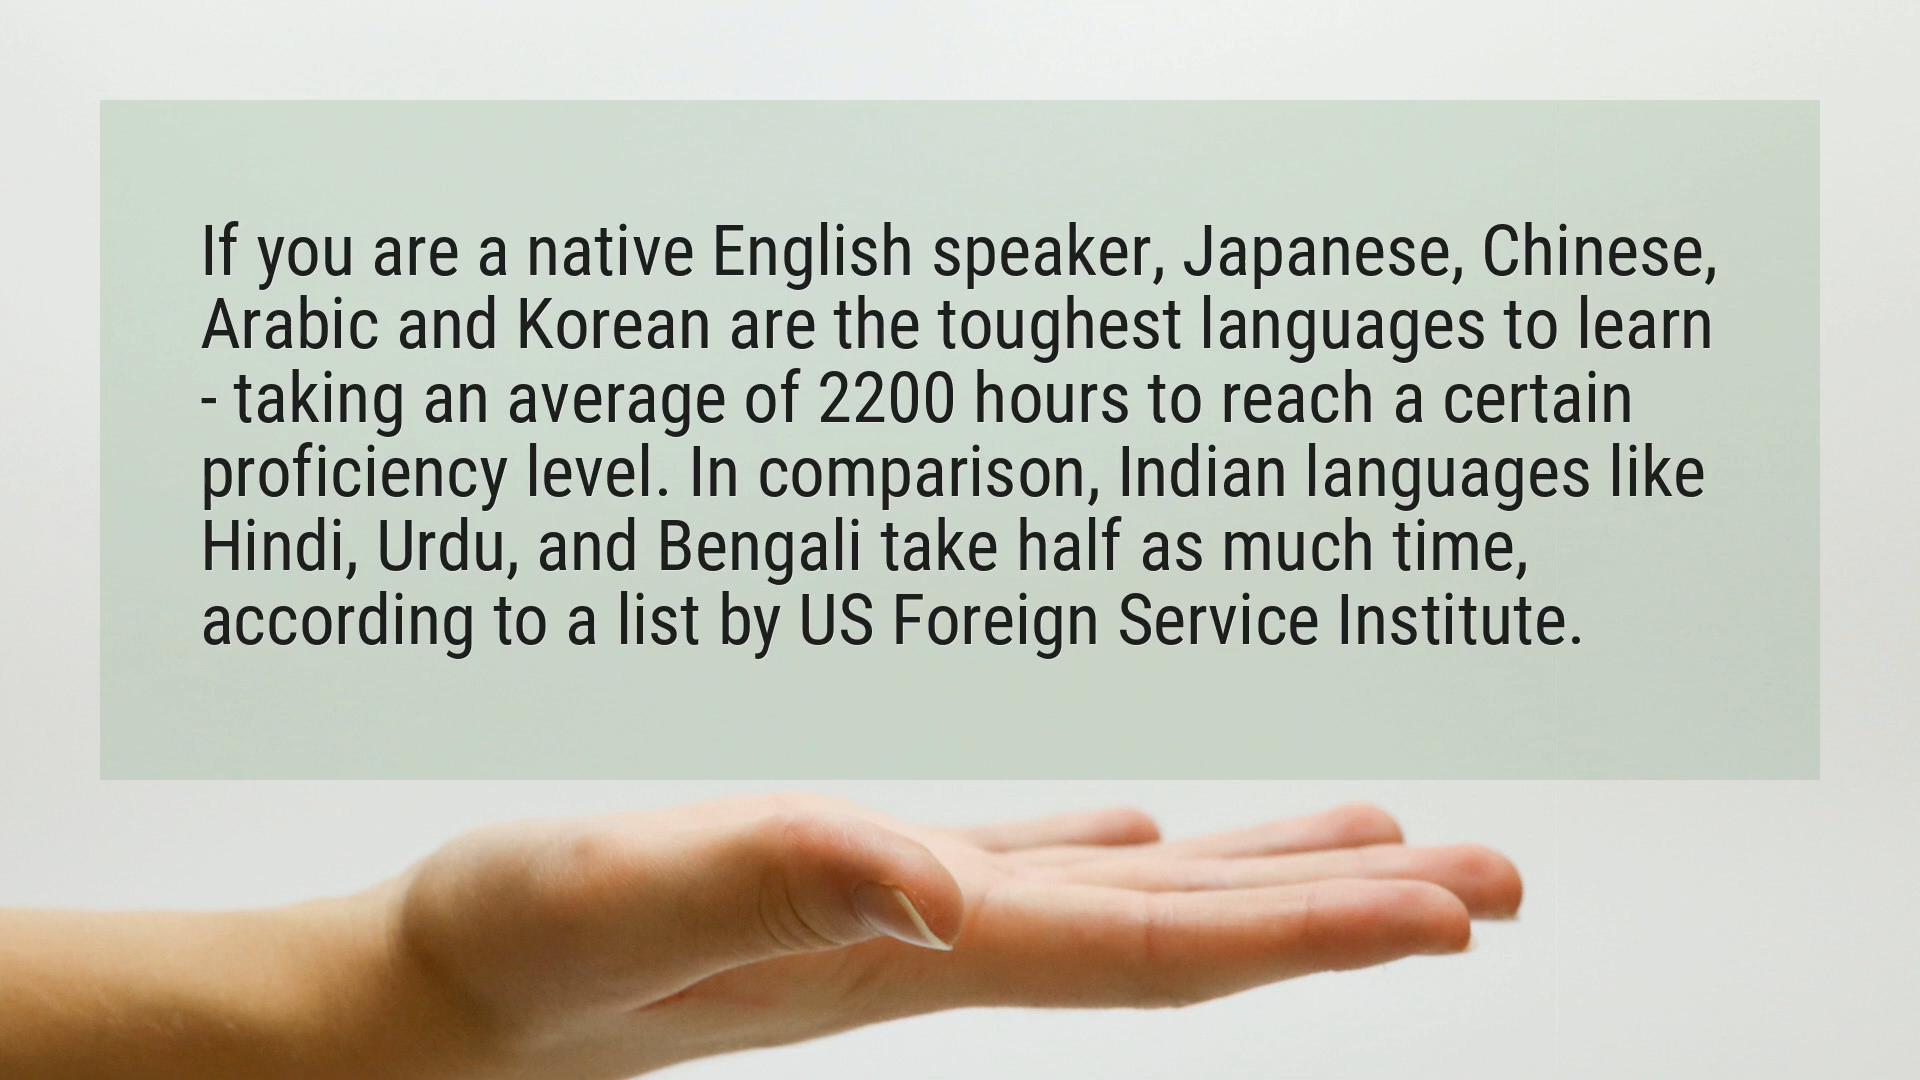 If you are a native English speaker, Japanese, Chinese,
Arabic and Korean are the toughest languages to learn
- taking an average of 2200 hours to reach a certain
proficiency level. In comparison, Indian languages like
Hindi, Urdu, and Bengali take half as much time,
according to a list by US Foreign Service Institute.